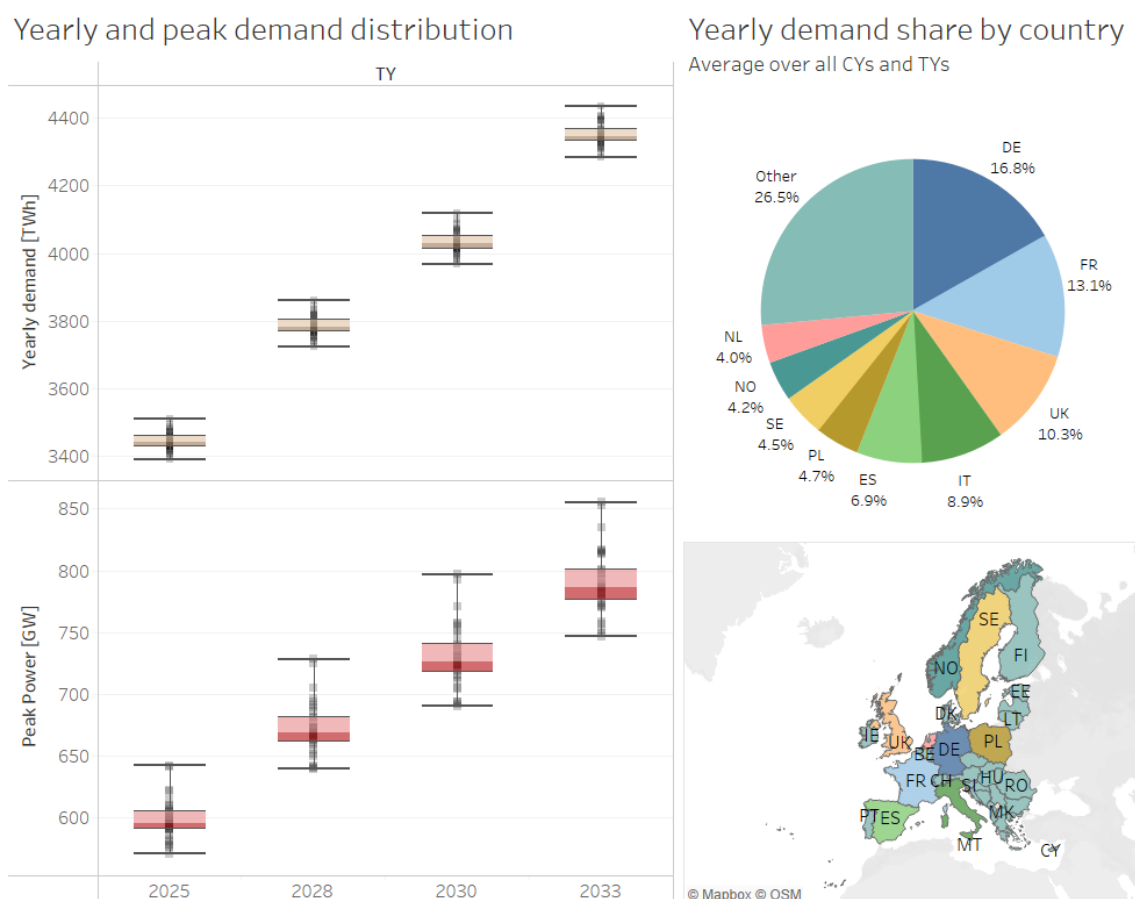 Yearly and peak demand distribution
TY
Yearly demand [TWh]
4400
4200
4000
3800
3600
3400
Peak Power [GW]
850
800
750
700
650
600
2025
2028
2030
2033
Yearly demand share by country
Average over all CYs and TYs
DE
16.8%
FR
13.1%
UK
10.3%
IT
8.9%
ES
6.9%
PL
4.7%
SE
4.5%
NO
4.2%
NL
4.0%
Other
26.5%
SE
FI
NO
EE
DK
LT
IE
UK
BE
DE
PL
FR
CH
SI
HU
RO
PT
ES
MK
MT
CY
© Mapbox © OSM